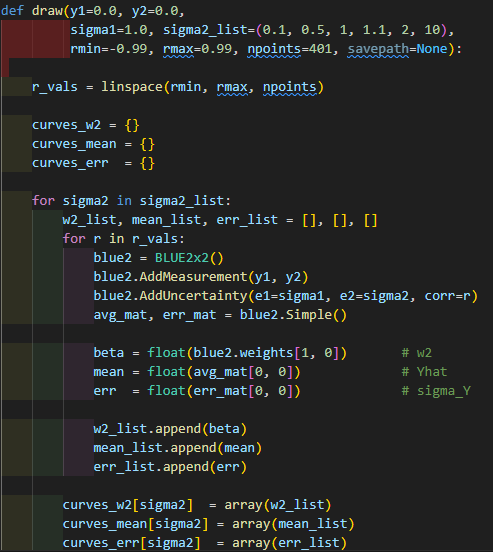 def draw(y1=0.0, y2=0.0,
         sigma1=1.0, sigma2_list=(0.1, 0.5, 1, 1.1, 2, 10),
         rmin=-0.99, rmax=0.99, npoints=401, savepath=None):
    r_vals = linspace(rmin, rmax, npoints)
    curves_w2 = {}
    curves_mean = {}
    curves_err  = {}
    for sigma2 in sigma2_list:
        w2_list, mean_list, err_list = [], [], []
        for r in r_vals:
            blue2 = BLUE2x2()
            blue2.AddMeasurement(y1, y2)
            blue2.AddUncertainty(e1=sigma1, e2=sigma2, corr=r)
            avg_mat, err_mat = blue2.Simple()
            beta = float(blue2.weights[1, 0])       # w2
            mean = float(avg_mat[0, 0])             # Yhat
            err  = float(err_mat[0, 0])             # sigma_Y
            w2_list.append(beta)
            mean_list.append(mean)
            err_list.append(err)
        curves_w2[sigma2]  = array(w2_list)
        curves_mean[sigma2] = array(mean_list)
        curves_err[sigma2]  = array(err_list)